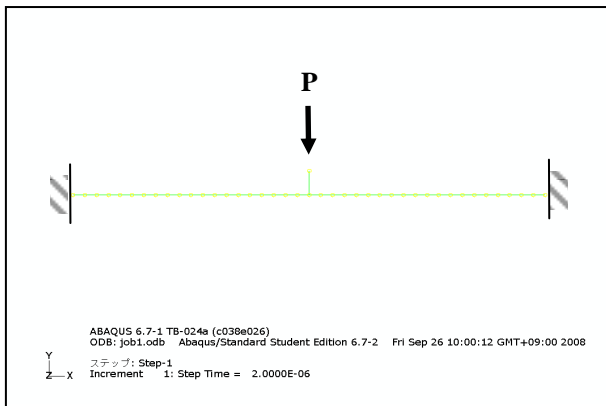 P
ABAQUS 6.7-1 TB-024a (c038e026)
ODB: job1.odb Abaqus/Standard Student Edition 6.7-2 Fri Sep 26 10:00:12 GMT+09:00 2008
Y
Z X
ステップ: Step-1
Increment 1: Step Time = 2.0000E-06